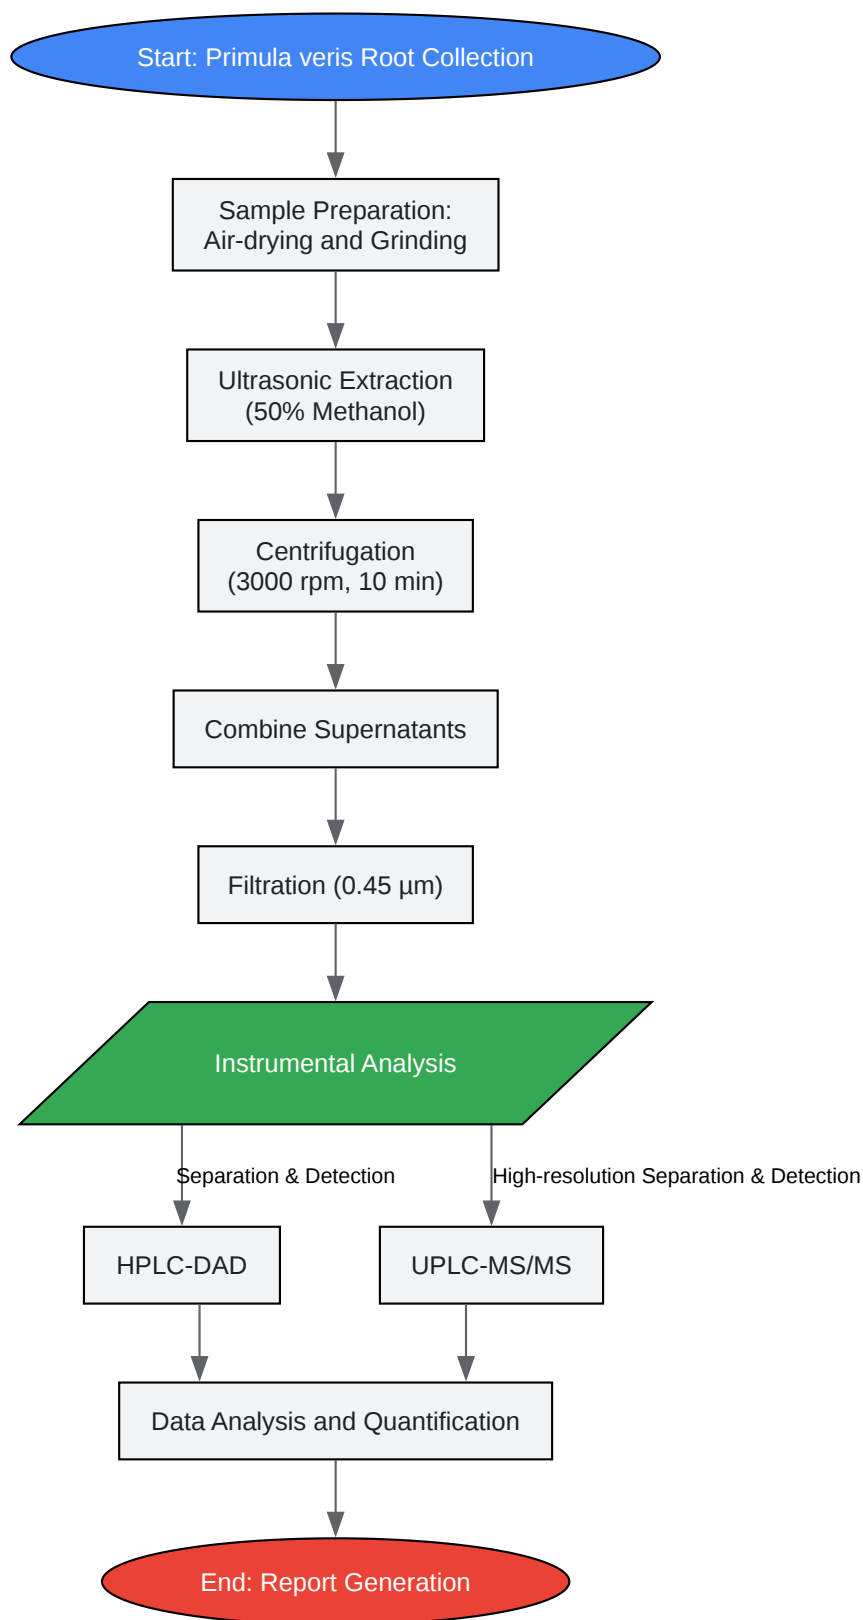 Start: Primula veris Root Collection
Sample Preparation:
Air-drying and Grinding
Ultrasonic Extraction
(50% Methanol)
Centrifugation
(3000 rpm, 10 min)
Combine Supernatants
Filtration (0.45 µm)
Instrumental Analysis
Separation & Detection
High-resolution Separation & Detection
HPLC-DAD
UPLC-MS/MS
Data Analysis and Quantification
End: Report Generation